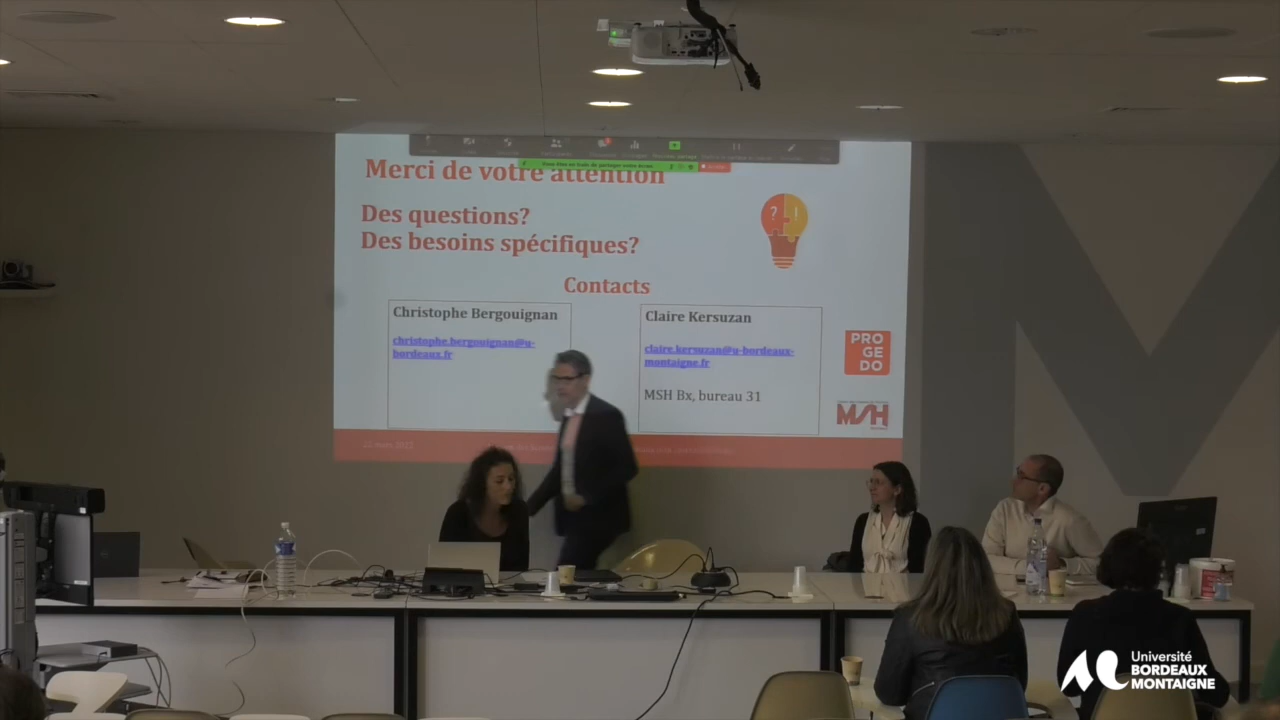 Merci de votre attention
Des questions?
Des besoins spécifiques?
? !
Contacts
Christophe Bergouignan
christophe.bergouignan@u-
bordeaux.fr
Claire Kersuzan
claire.kersuzan@u-bordeaux-
montaigne.fr
MSH Bx, bureau 31
PRO
GE
DO
MSH
Université
BORDEAUX
MONTAIGNE